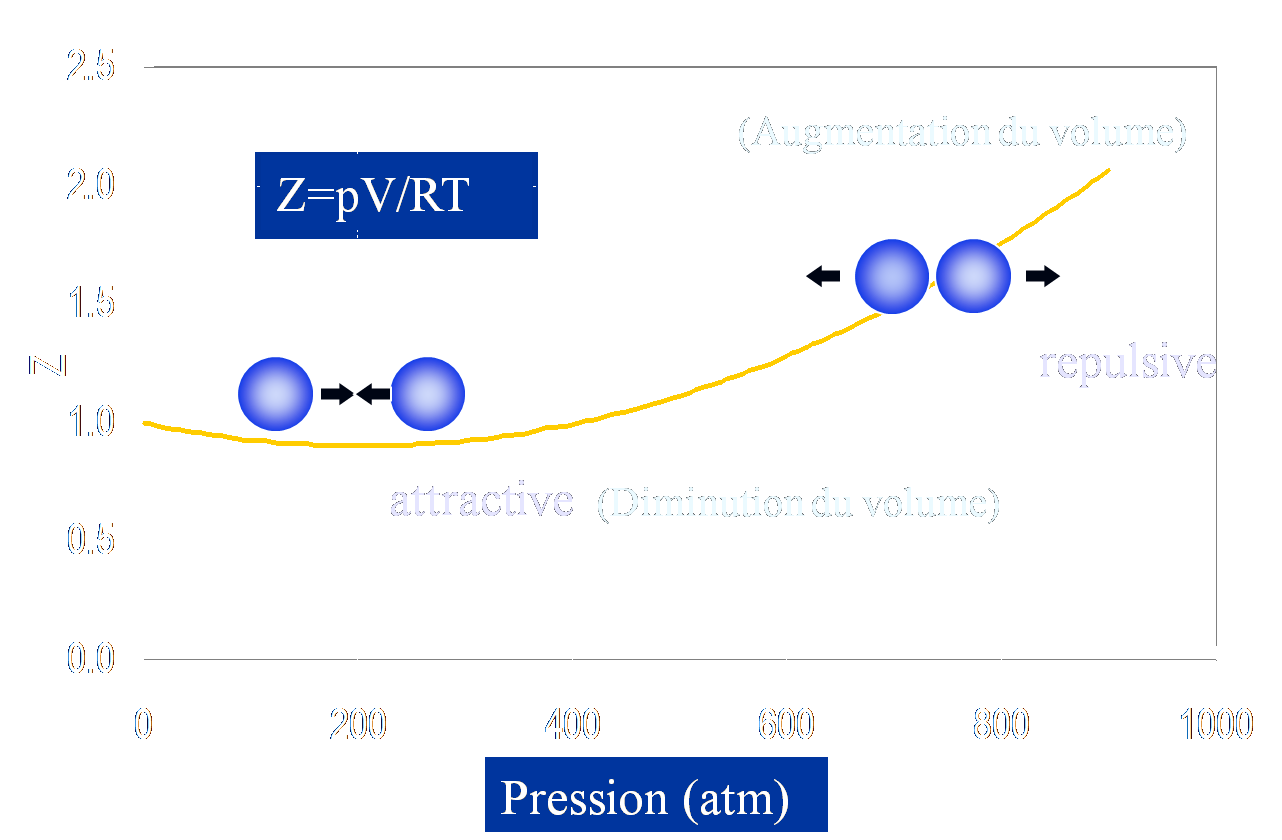 2.5
(Augmentation du volume)
2.0
Z=pV/RT
1.5
Z
repulsive
1.0
attractive (Diminution du volume)
0.5
0.0
0 200 400 600 800 1000
Pression (atm)